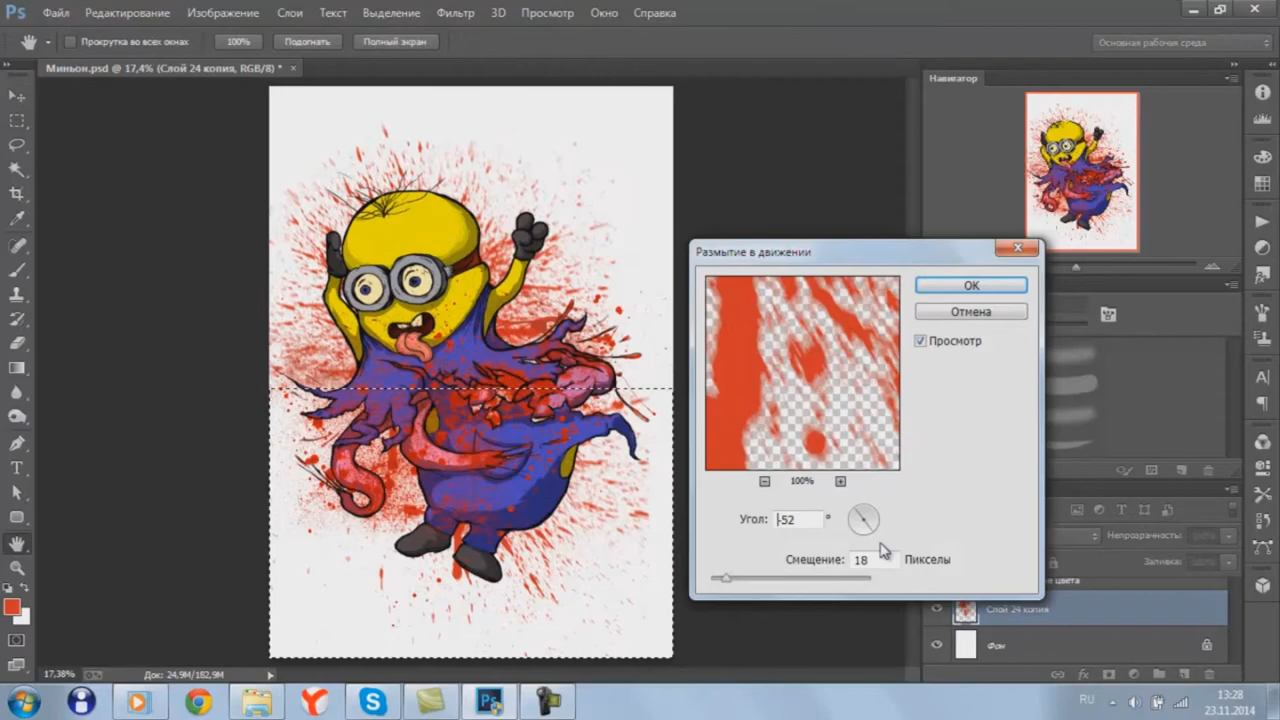 Ps Файл Редактирование Изображение Слои Текст Выделение Фильтр 3D Просмотр Окно Справка
Прокрутка во всех окнах 100% Подогнать Полный экран Основная рабочая среда
Миньон.psd @ 17,4% (Слой 24 копия, RGB/8) * ×
Навигатор
Размытие в движении
OK
Отмена
Просмотр
100%
Угол: -52 °
Смещение: 18 Пикселы
Непрозрачность:
Заливка:
цвета
Слой 24 копия
Фон
17,38% Док: 24,9M/182,9M
RU 13:28
23.11.2014